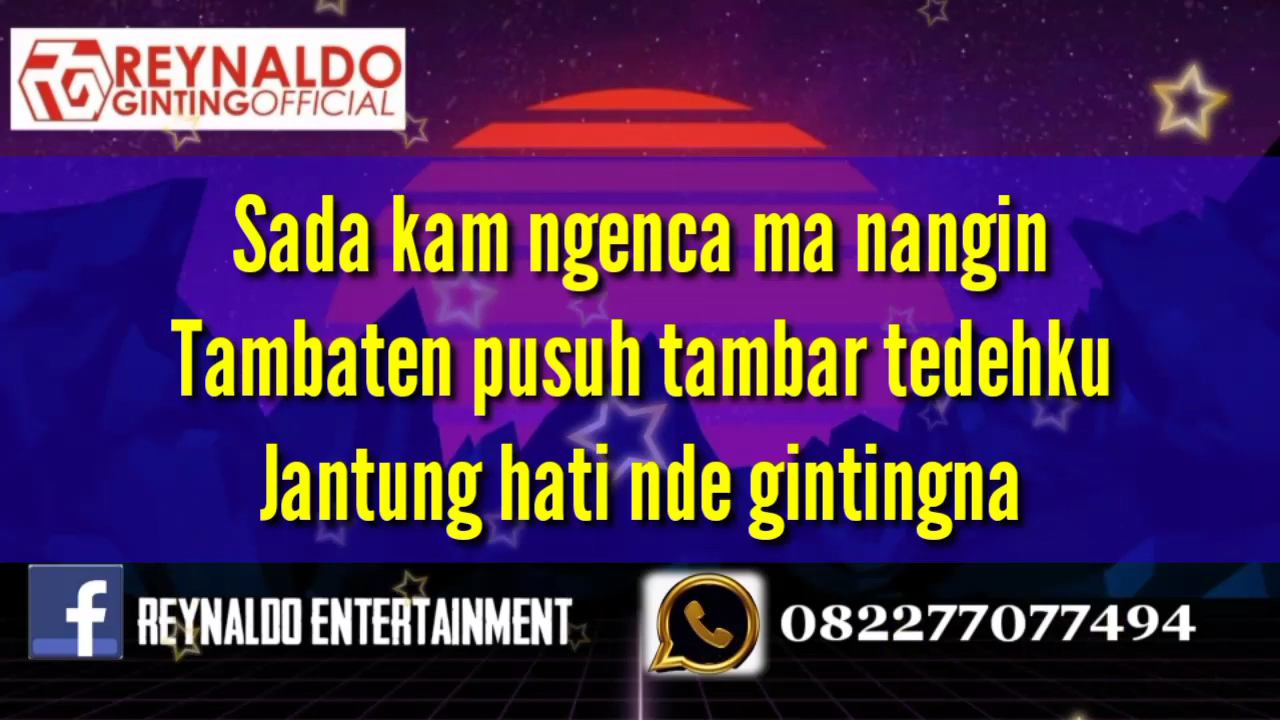 REYNALDO
GINTINGOFFICIAL
Sada kam ngenca ma nangin
Tambaten pusuh tambar tedehku
Jantung hati nde gintingna
f REYNALDO ENTERTAINMENT
082277077494